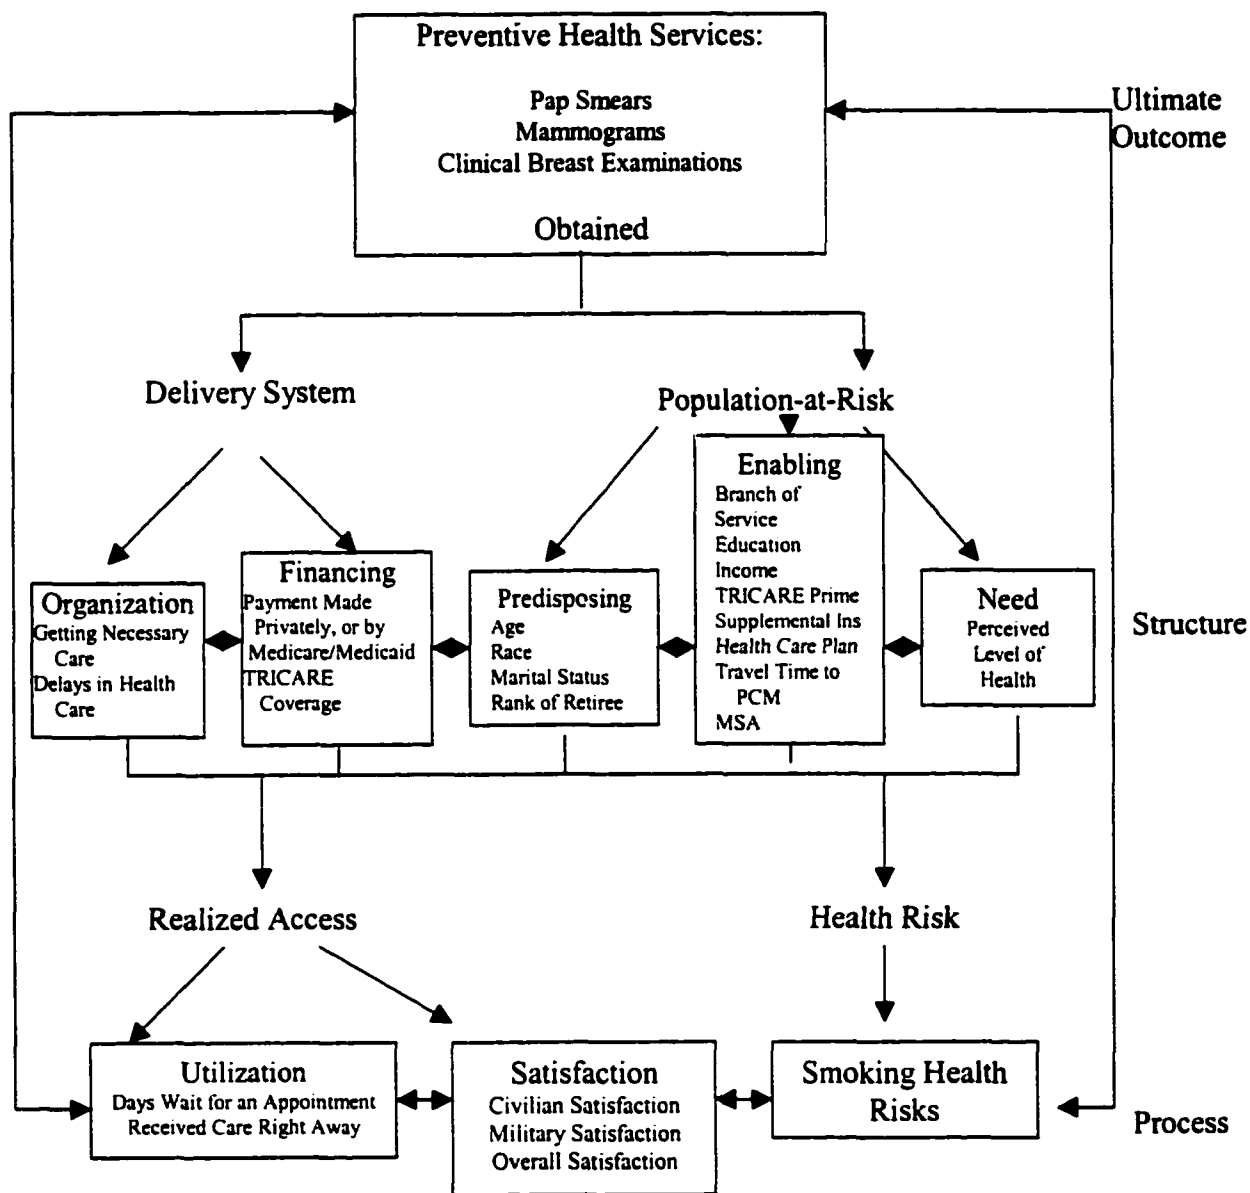 Preventive Health Services:
Pap Smears
Mammograms
Clinical Breast Examinations
Obtained
Ultimate
Outcome
Delivery System
Population-at-Risk
Organization
Getting Necessary
Care
Delays in Health
Care
Financing
Payment Made
Privately, or by
Medicare/Medicaid
TRICARE
Coverage
Predisposing
Age
Race
Marital Status
Rank of Retiree
Enabling
Branch of
Service
Education
Income
TRICARE Prime
Supplemental Ins
Health Care Plan
Travel Time to
PCM
MSA
Need
Perceived
Level of
Health
Structure
Realized Access
Health Risk
Utilization
Days Wait for an Appointment
Received Care Right Away
Satisfaction
Civilian Satisfaction
Military Satisfaction
Overall Satisfaction
Smoking Health
Risks
Process